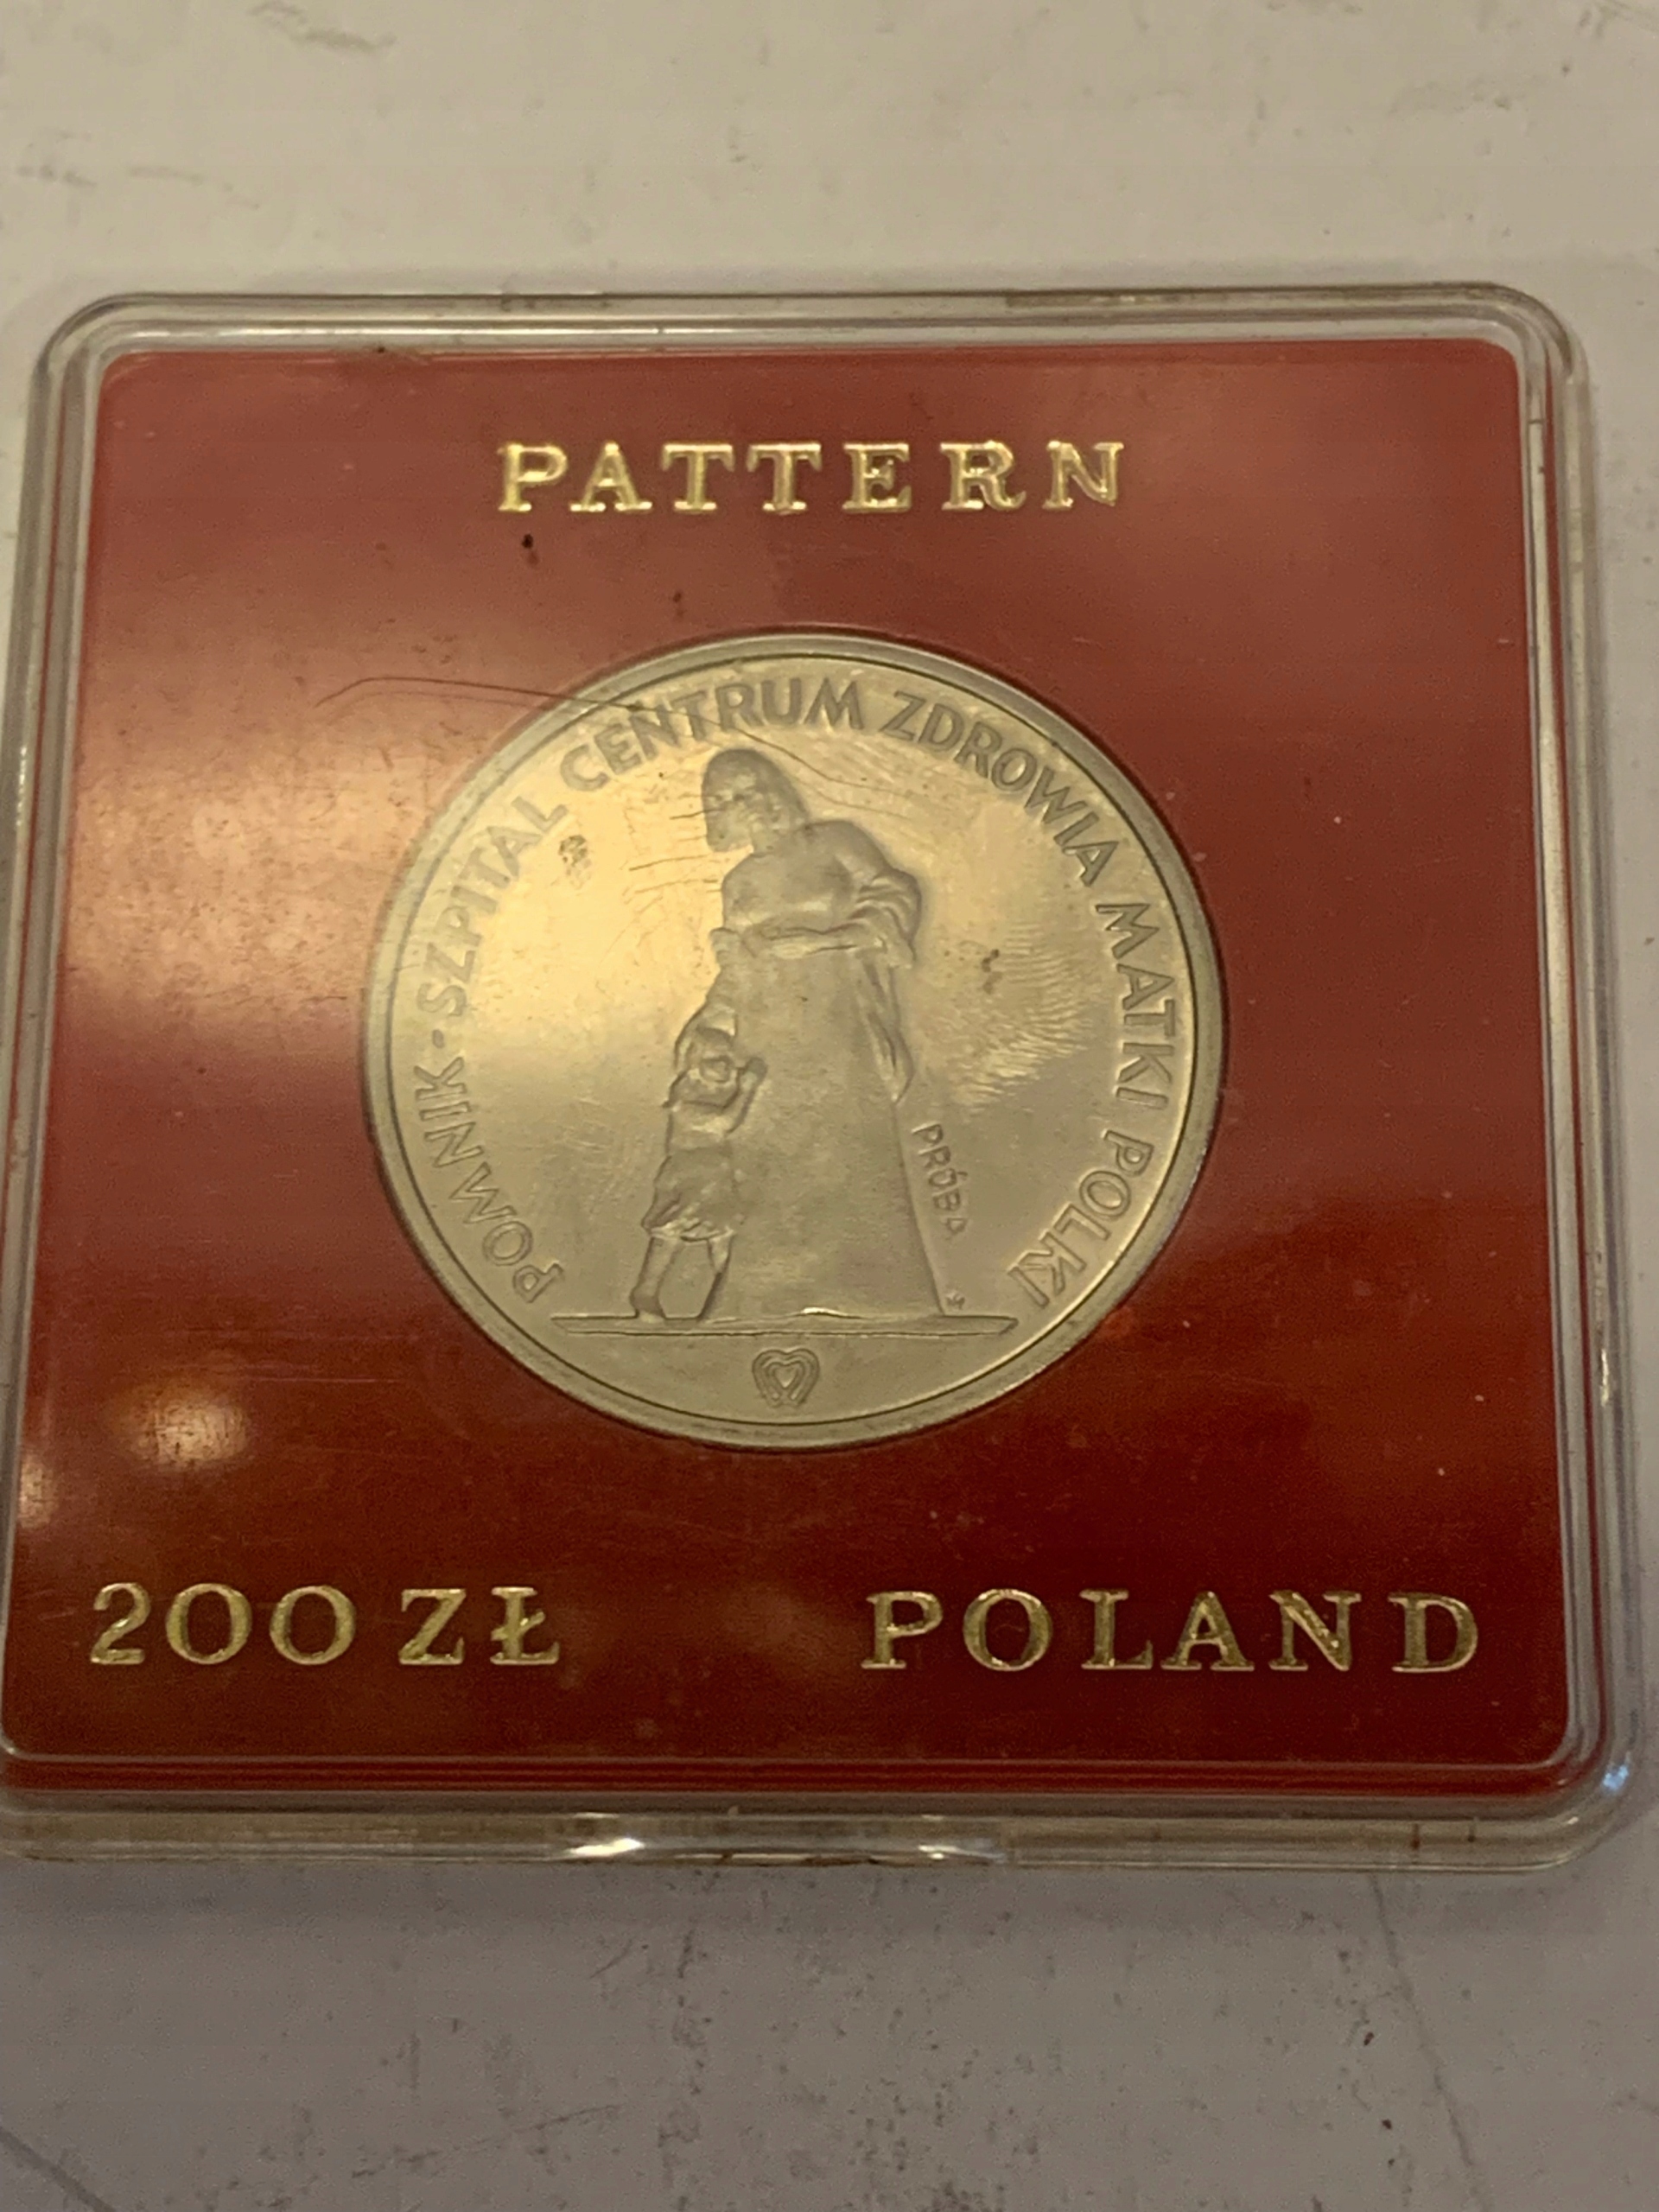 PATTERN
POMNIK-SZPITAL CENTRUM ZDROWIA MATKI POLKI
PRÓBA
200 ZŁ POLAND